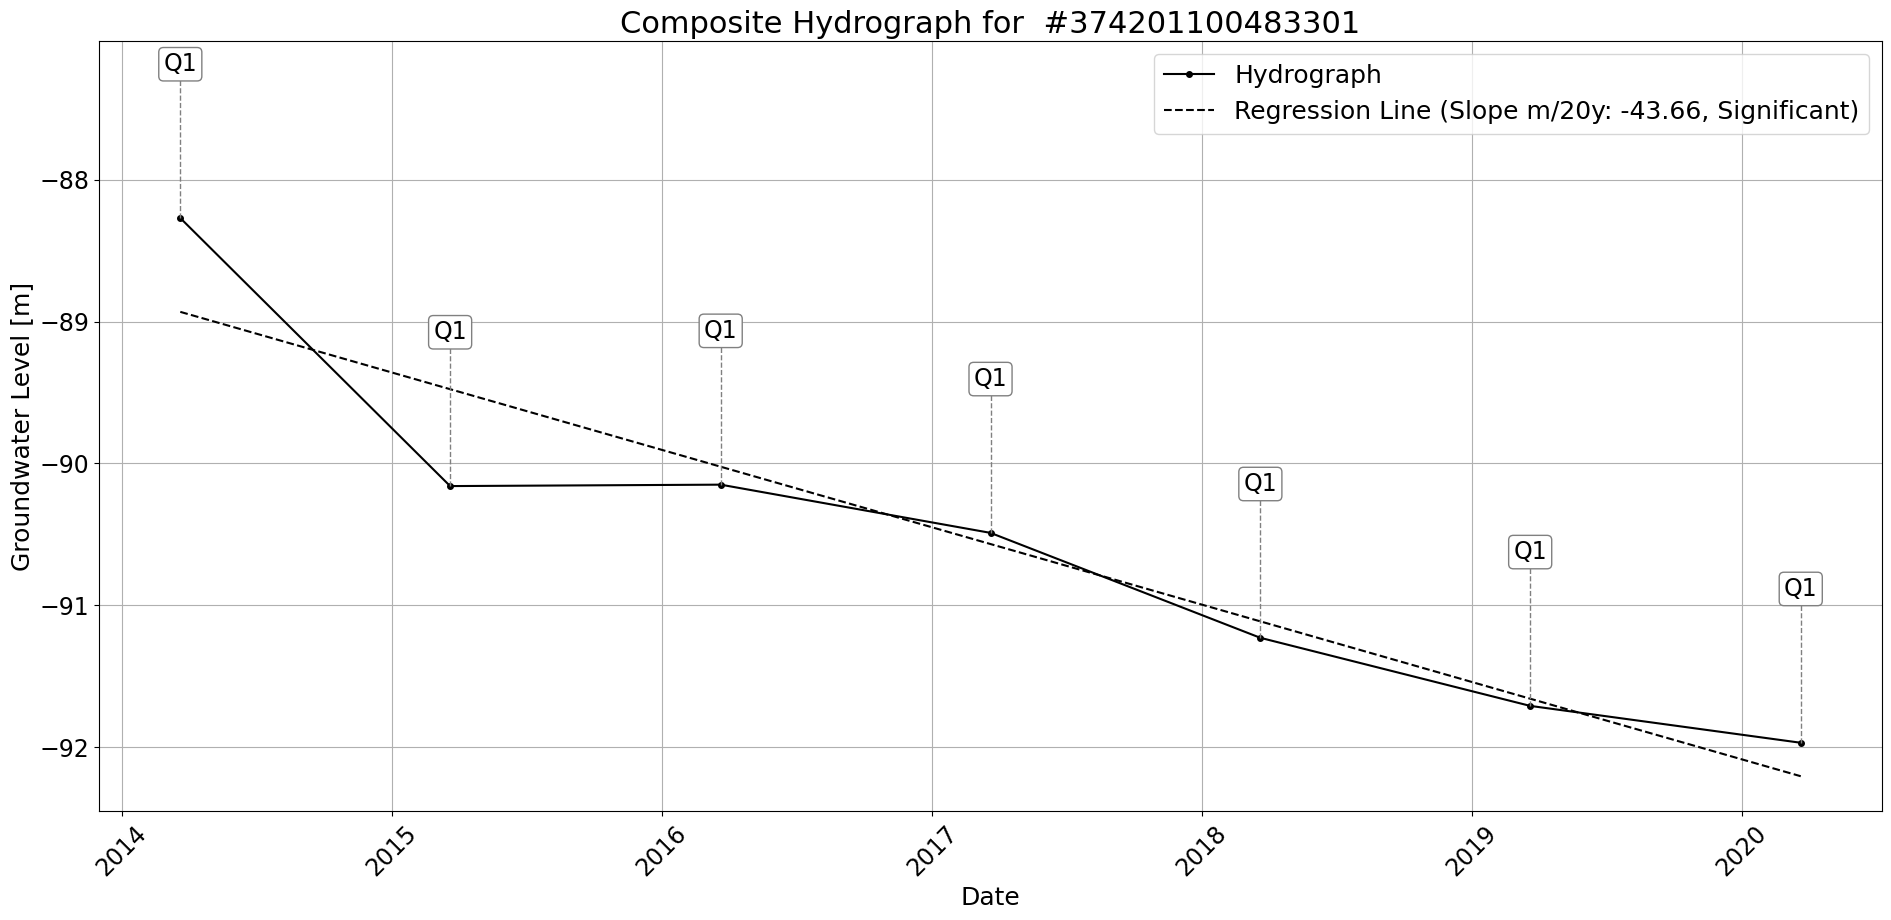 Composite Hydrograph for  #374201100483301
Hydrograph
Regression Line (Slope m/20y: -43.66, Significant)
Q1
Q1
Q1
Q1
Q1
Q1
Q1
−88
−89
−90
−91
−92
Groundwater Level [m]
2014
2015
2016
2017
2018
2019
2020
Date